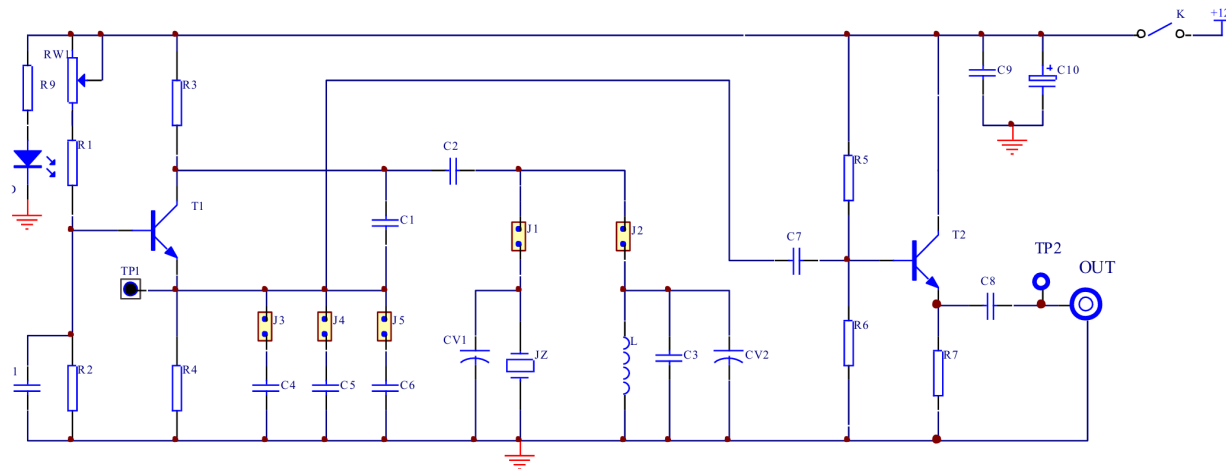 K
+12
RW1
R9
R3
C9
+
C10
R1
C2
R5
T1
C1
J1
J2
C7
T2
TP2
OUT
TP1
C8
J3
J4
J5
R6
CV1
JZ
L
C3
CV2
R7
1
R2
R4
C4
C5
C6